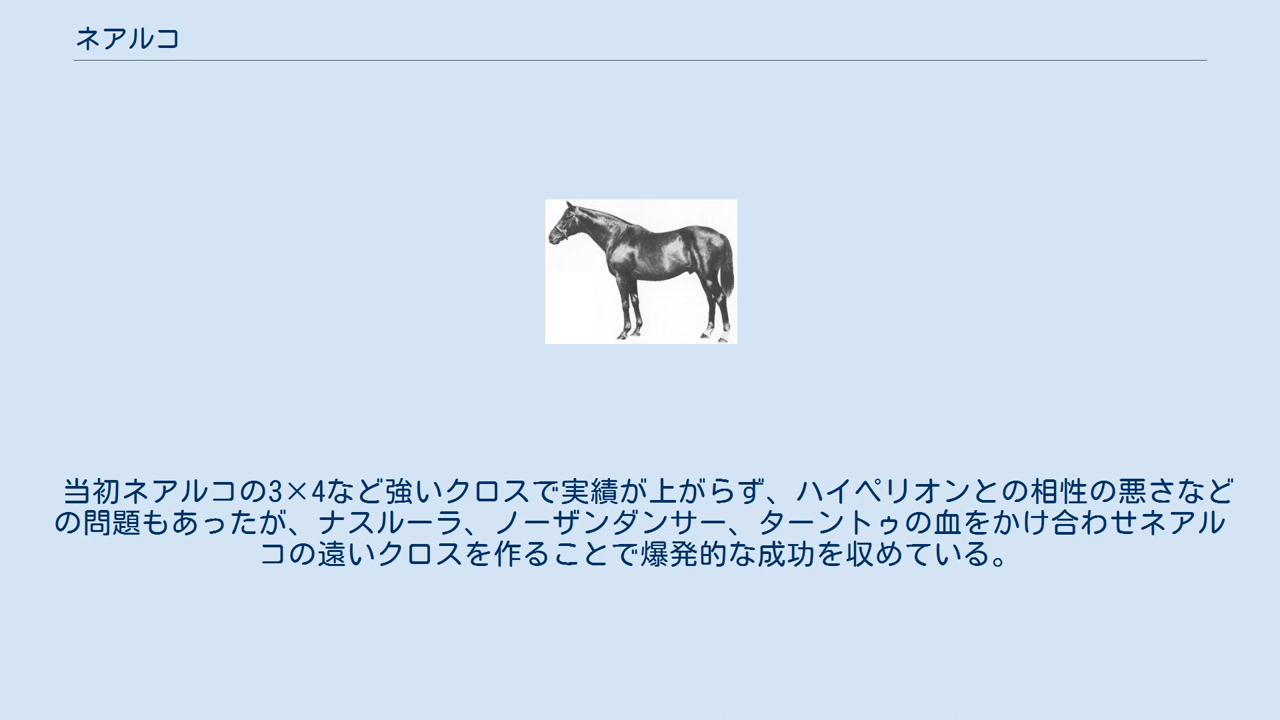 ネアルコ
当初ネアルコの3×4など強いクロスで実績が上がらず、ハイペリオンとの相性の悪さなど
の問題もあったが、ナスルーラ、ノーザンダンサー、ターントゥの血をかけ合わせネアル
コの遠いクロスを作ることで爆発的な成功を収めている。